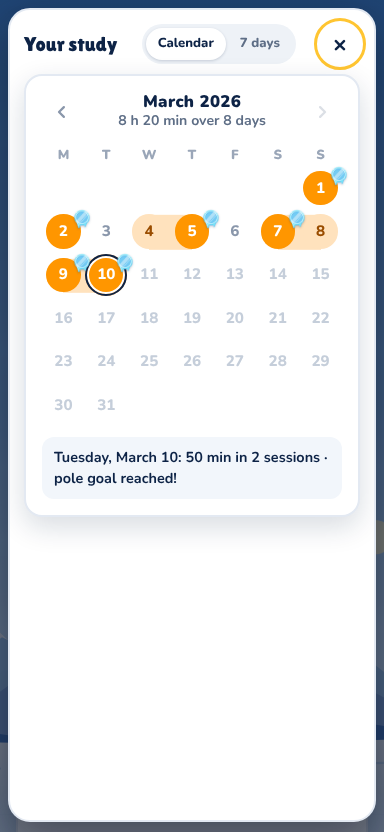 Your study
Calendar
7 days
March 2026
8 h 20 min over 8 days
M T W T F S S
1
2 3 4 5 6 7 8
9 10 11 12 13 14 15
16 17 18 19 20 21 22
23 24 25 26 27 28 29
30 31
Tuesday, March 10: 50 min in 2 sessions ·
pole goal reached!